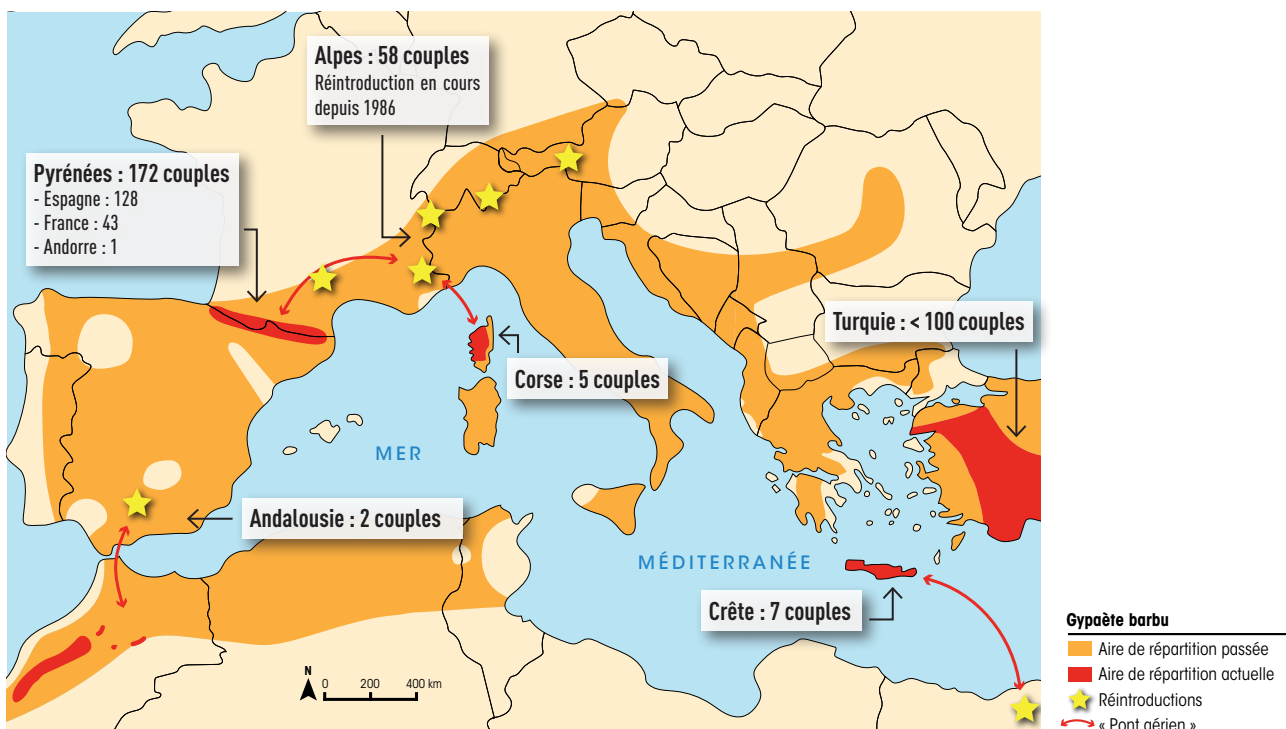 Alpes : 58 couples
Réintroduction en cours
depuis 1986
Pyrénées : 172 couples
- Espagne : 128
- France : 43
- Andorre : 1
Turquie : < 100 couples
Corse : 5 couples
MER
Andalousie : 2 couples
MÉDITERRANÉE
Crête : 7 couples
N
0 200 400 km
Gypaète barbu
Aire de répartition passée
Aire de répartition actuelle
Réintroductions
« Pont aérien »